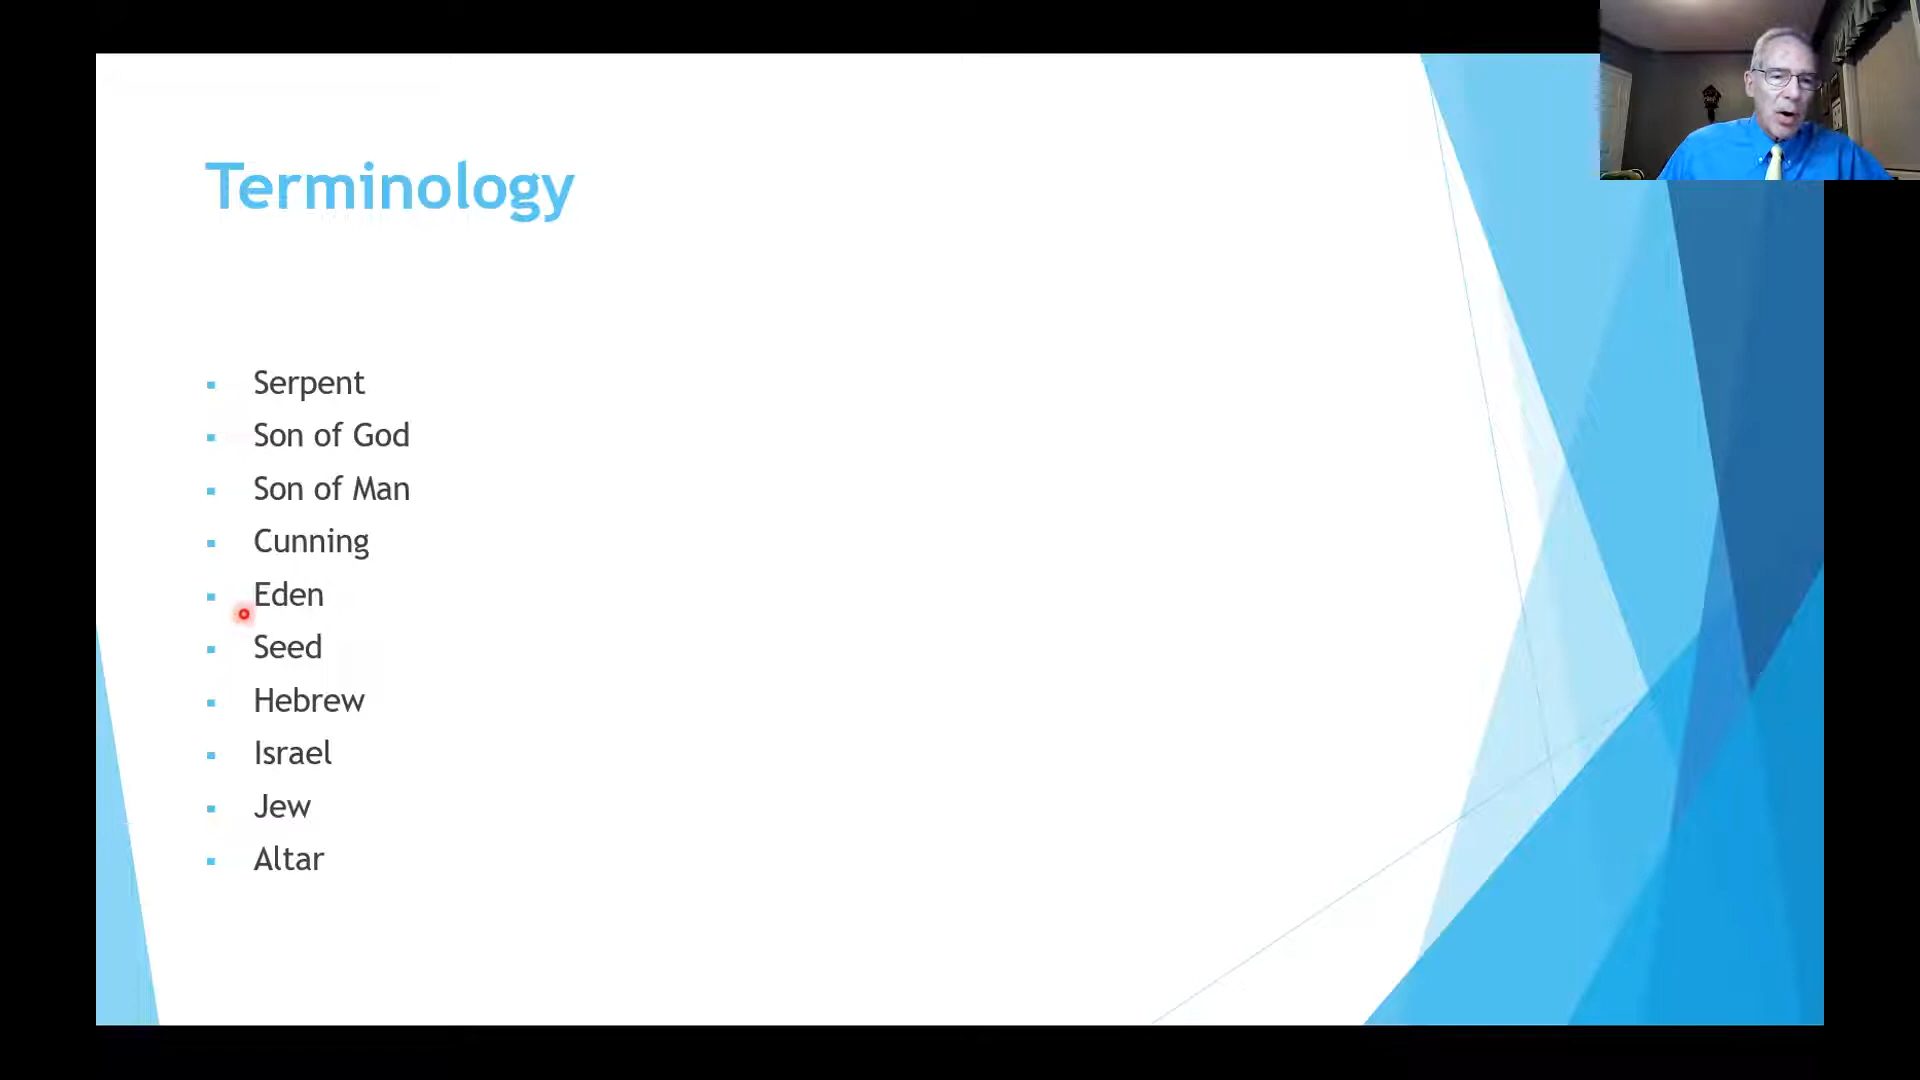 Terminology
Serpent
Son of God
Son of Man
Cunning
Eden
Seed
Hebrew
Israel
Jew
Altar